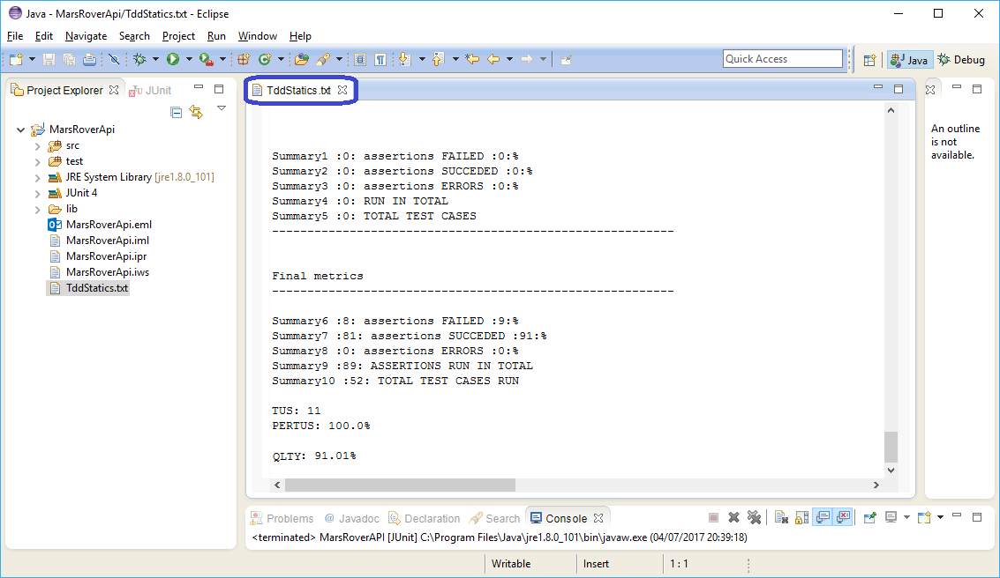 Java - MarsRoverApi/TddStatics.txt - Eclipse
File Edit Navigate Search Project Run Window Help
Quick Access
Java
Debug
Project Explorer
JUnit
MarsRoverApi
src
test
JRE System Library [jre1.8.0_101]
JUnit 4
lib
MarsRoverApi.eml
MarsRoverApi.iml
MarsRoverApi.ipr
MarsRoverApi.iws
TddStatics.txt
TddStatics.txt
Summary1 :0: assertions FAILED :0:%
Summary2 :0: assertions SUCCEDED :0:%
Summary3 :0: assertions ERRORS :0:%
Summary4 :0: RUN IN TOTAL
Summary5 :0: TOTAL TEST CASES
---------------------------------------------------------
Final metrics
---------------------------------------------------------
Summary6 :8: assertions FAILED :9:%
Summary7 :81: assertions SUCCEDED :91:%
Summary8 :0: assertions ERRORS :0:%
Summary9 :89: ASSERTIONS RUN IN TOTAL
Summary10 :52: TOTAL TEST CASES RUN
TUS: 11
PERTUS: 100.0%
QLTY: 91.01%
An outline
is not
available.
Problems @ Javadoc Declaration Search Console
<terminated> MarsRoverAPI [JUnit] C:\Program Files\Java\jre1.8.0_101\bin\javaw.exe (04/07/2017 20:39:18)
Writable Insert 1 : 1